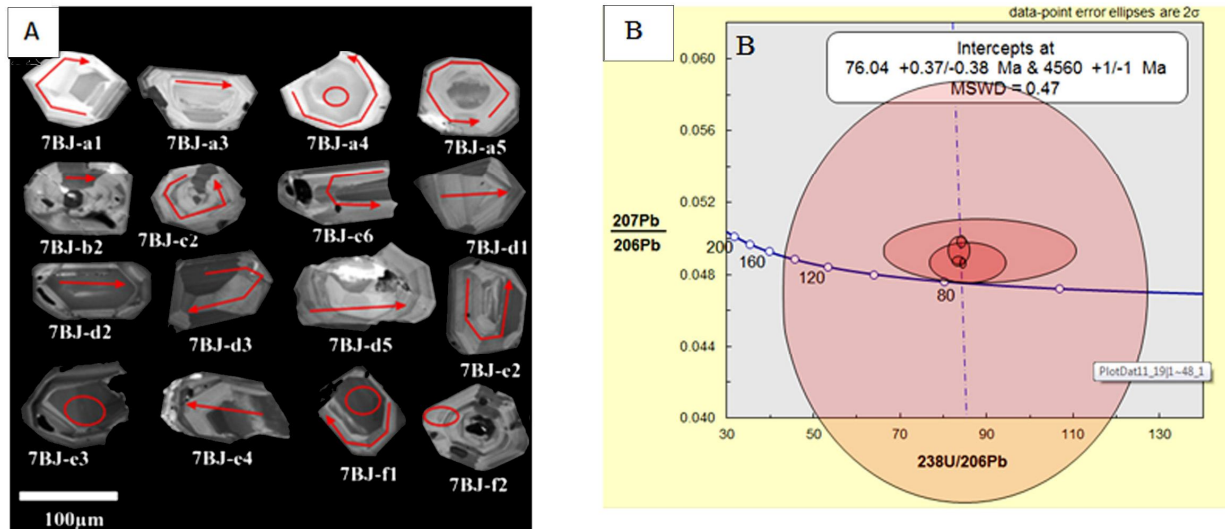 A
7BJ-a1
7BJ-a3
7BJ-a4
7BJ-a5
7BJ-b2
7BJ-c2
7BJ-c6
7BJ-d1
7BJ-d2
7BJ-d3
7BJ-d5
7BJ-e2
7BJ-e3
7BJ-e4
7BJ-f1
7BJ-f2
100µm
B
data-point error ellipses are 2σ
B
Intercepts at
76.04 +0.37/-0.38 Ma & 4560 +1/-1 Ma
MSWD = 0.47
0.060
0.056
0.052
0.048
0.044
0.040
207Pb
206Pb
200
160
120
80
PlotDat11_19|1~48_1
30
50
70
90
110
130
238U/206Pb